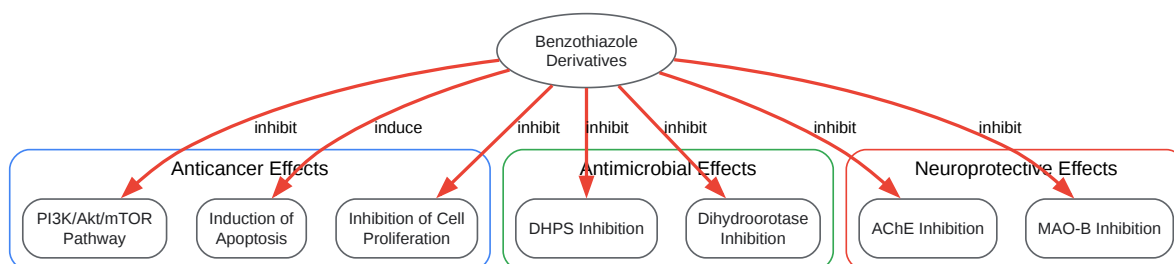 Benzothiazole
Derivatives
inhibit
induce
inhibit
inhibit
inhibit
inhibit
inhibit
Anticancer Effects
Antimicrobial Effects
Neuroprotective Effects
PI3K/Akt/mTOR
Pathway
Induction of
Apoptosis
Inhibition of Cell
Proliferation
DHPS Inhibition
Dihydroorotase
Inhibition
AChE Inhibition
MAO-B Inhibition